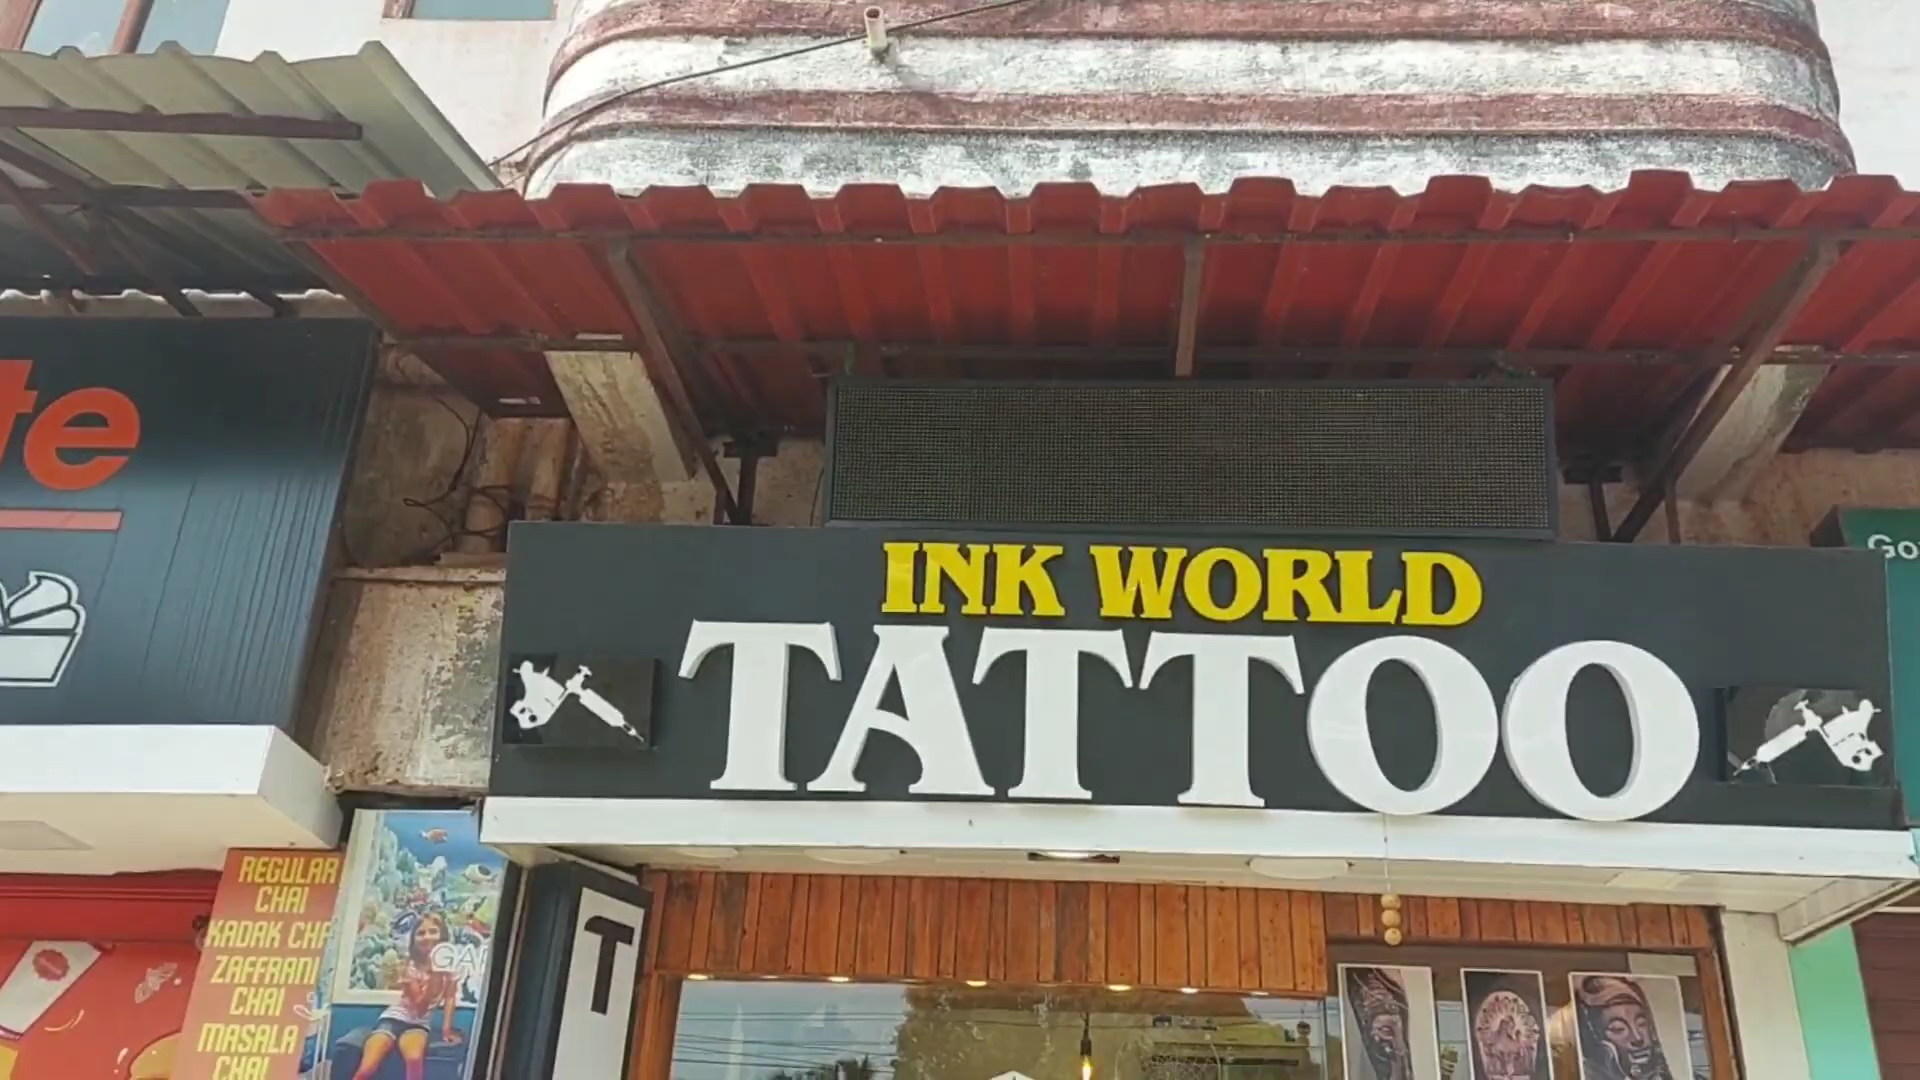 te
INK WORLD
TATTOO
REGULAR
CHAI
KADAK CHA
ZAFFRANI
CHAI
MASALA
CHAI
T